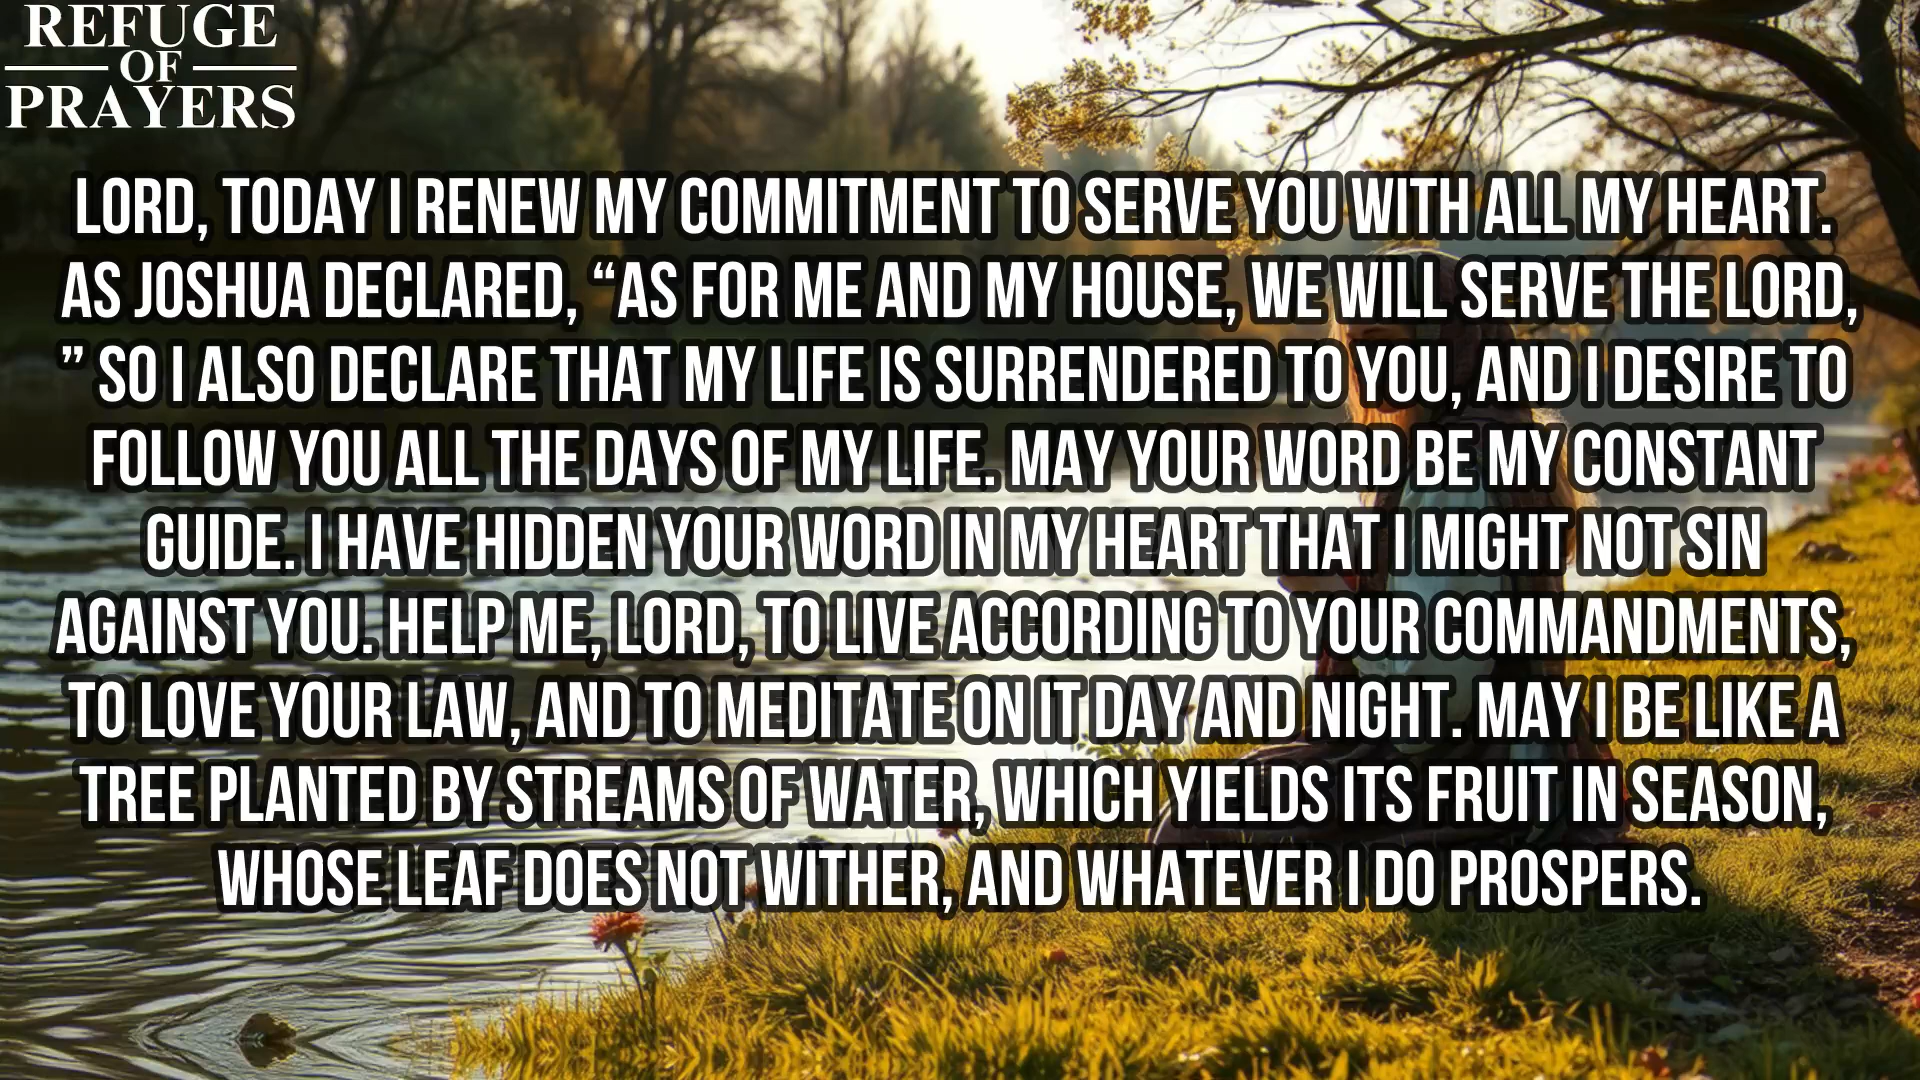 REFUGE
OF
PRAYERS
LORD, TODAY I RENEW MY COMMITMENT TO SERVE YOU WITH ALL MY HEART.
AS JOSHUA DECLARED, “AS FOR ME AND MY HOUSE, WE WILL SERVE THE LORD,
” SO I ALSO DECLARE THAT MY LIFE IS SURRENDERED TO YOU, AND I DESIRE TO
FOLLOW YOU ALL THE DAYS OF MY LIFE. MAY YOUR WORD BE MY CONSTANT
GUIDE. I HAVE HIDDEN YOUR WORD IN MY HEART THAT I MIGHT NOT SIN
AGAINST YOU. HELP ME, LORD, TO LIVE ACCORDING TO YOUR COMMANDMENTS,
TO LOVE YOUR LAW, AND TO MEDITATE ON IT DAY AND NIGHT. MAY I BE LIKE A
TREE PLANTED BY STREAMS OF WATER, WHICH YIELDS ITS FRUIT IN SEASON,
WHOSE LEAF DOES NOT WITHER, AND WHATEVER I DO PROSPERS.